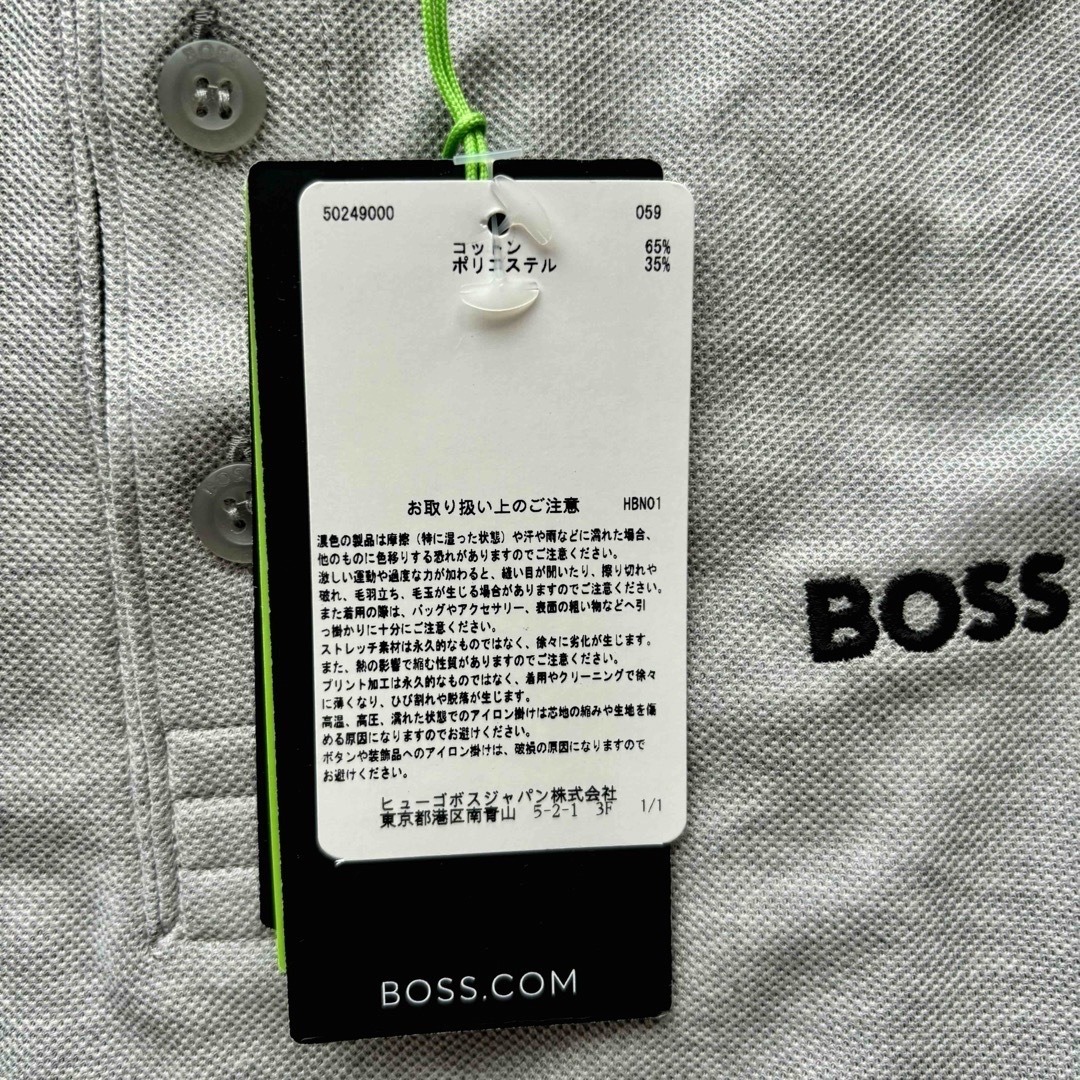 BOSS
50249000 059
コットン 65%
ポリエステル 35%
お取り扱い上のご注意 HBN01
濃色の製品は摩擦（特に湿った状態）や汗や雨などに濡れた場合、
他のものに色移りする恐れがありますのでご注意ください。
激しい運動や過度な力が加わると、縫い目が開いたり、擦り切れや
破れ、毛羽立ち、毛玉が生じる場合がありますのでご注意ください。
また着用の際は、バッグやアクセサリー、表面の粗い物などへ引
っ掛かりに十分にご注意ください。
ストレッチ素材は永久的なものではなく、徐々に劣化が生じます。
また、熱の影響で縮む性質がありますのでご注意ください。
プリント加工は永久的なものではなく、着用やクリーニングで徐々
に薄くなり、ひび割れや脱落が生じます。
高温、高圧、濡れた状態でのアイロン掛けは芯地の縮みや生地を傷
める原因になりますのでお避けください。
ボタンや装飾品へのアイロン掛けは、破損の原因になりますので
お避けください。
ヒューゴボスジャパン株式会社
東京都港区南青山 5-2-1 3F 1/1
BOSS.COM
BOSS